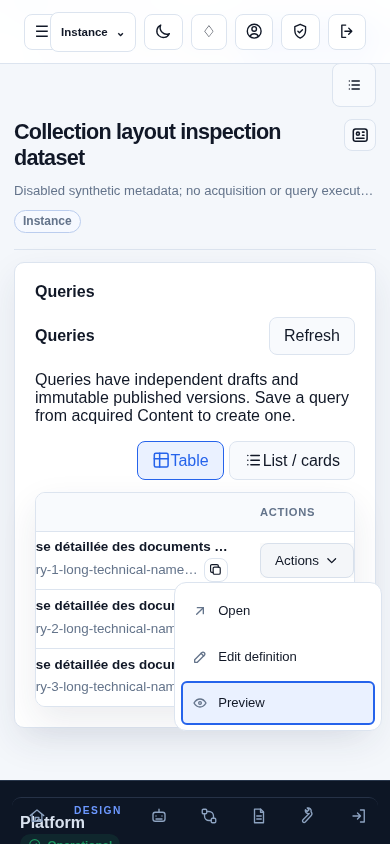 Instance
Collection layout inspection
dataset
Disabled synthetic metadata; no acquisition or query execut…
Instance
Queries
Queries
Refresh
Queries have independent drafts and
immutable published versions. Save a query
from acquired Content to create one.
Table
List / cards
ACTIONS
se détaillée des documents …
ry-1-long-technical-name…
Actions
se détaillée des docu
ry-2-long-technical-nam
se détaillée des docu
ry-3-long-technical-nam
Open
Edit definition
Preview
DESIGN
Platform
Operational